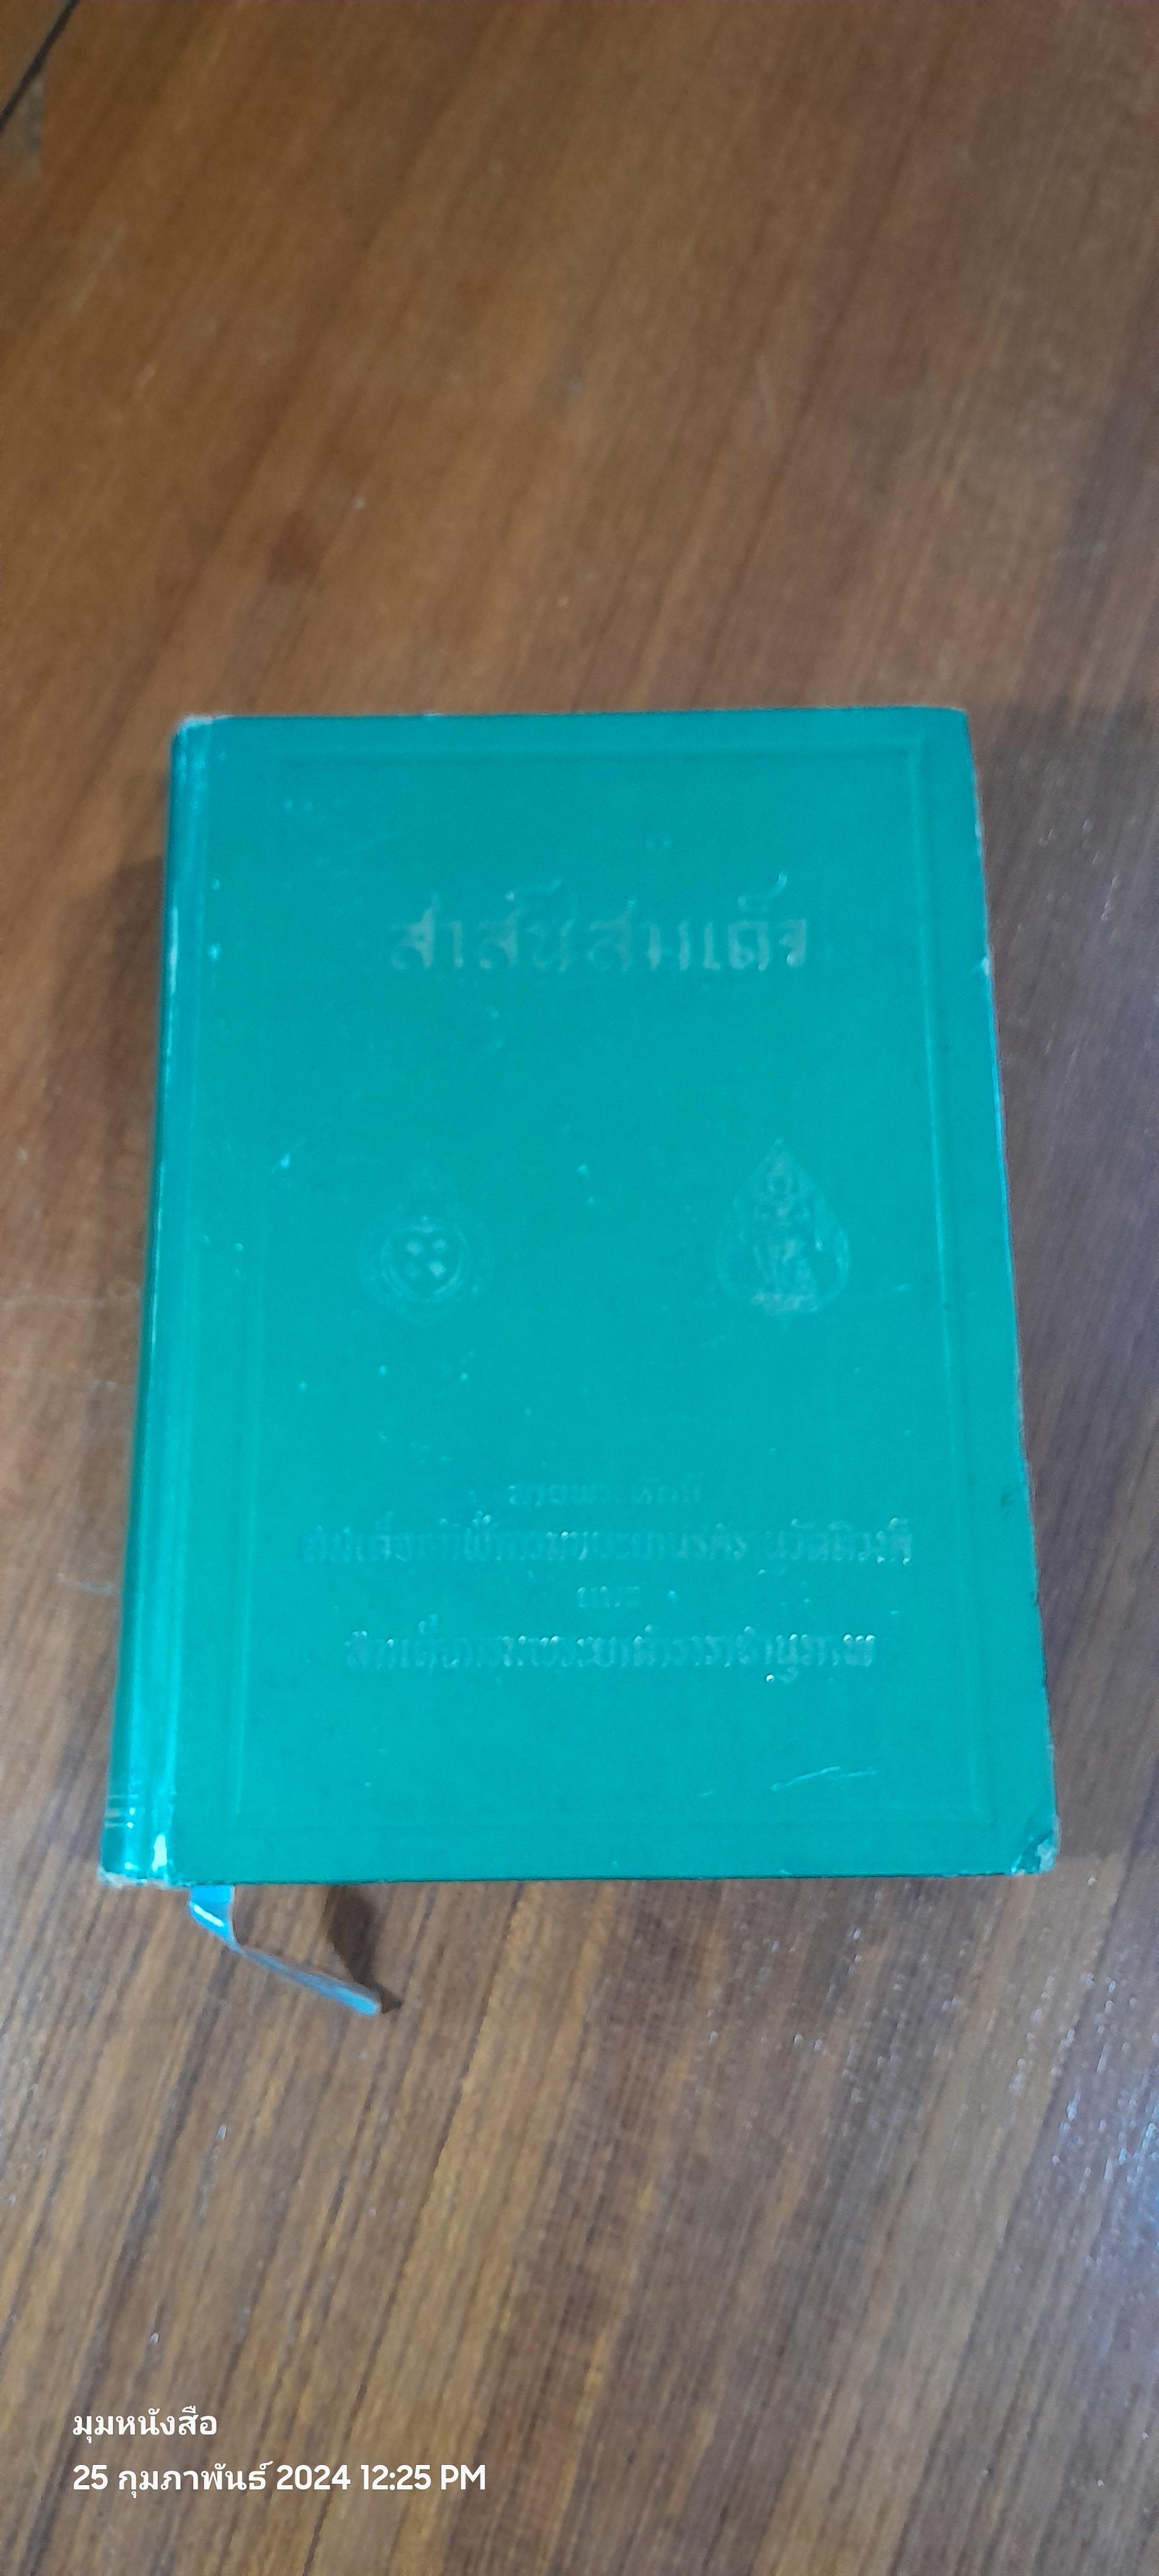 สาส์นสมเด็จ
ลายพระหัตถ์
สมเด็จเจ้าฟ้ากรมพระยานริศรานุวัดติวงศ์
และ
สมเด็จกรมพระยาดำรงราชานุภาพ
มุมหนังสือ
25 กุมภาพันธ์ 2024 12:25 PM